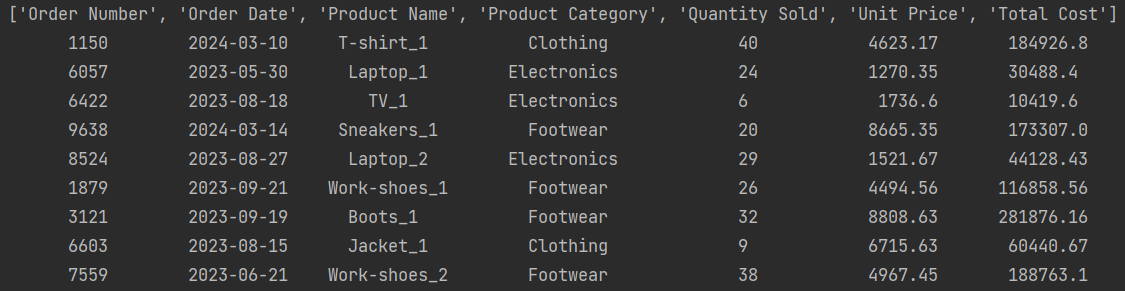 ['Order Number', 'Order Date', 'Product Name', 'Product Category', 'Quantity Sold', 'Unit Price', 'Total Cost']
1150 2024-03-10 T-shirt_1 Clothing 40 4623.17 184926.8
6057 2023-05-30 Laptop_1 Electronics 24 1270.35 30488.4
6422 2023-08-18 TV_1 Electronics 6 1736.6 10419.6
9638 2024-03-14 Sneakers_1 Footwear 20 8665.35 173307.0
8524 2023-08-27 Laptop_2 Electronics 29 1521.67 44128.43
1879 2023-09-21 Work-shoes_1 Footwear 26 4494.56 116858.56
3121 2023-09-19 Boots_1 Footwear 32 8808.63 281876.16
6603 2023-08-15 Jacket_1 Clothing 9 6715.63 60440.67
7559 2023-06-21 Work-shoes_2 Footwear 38 4967.45 188763.1